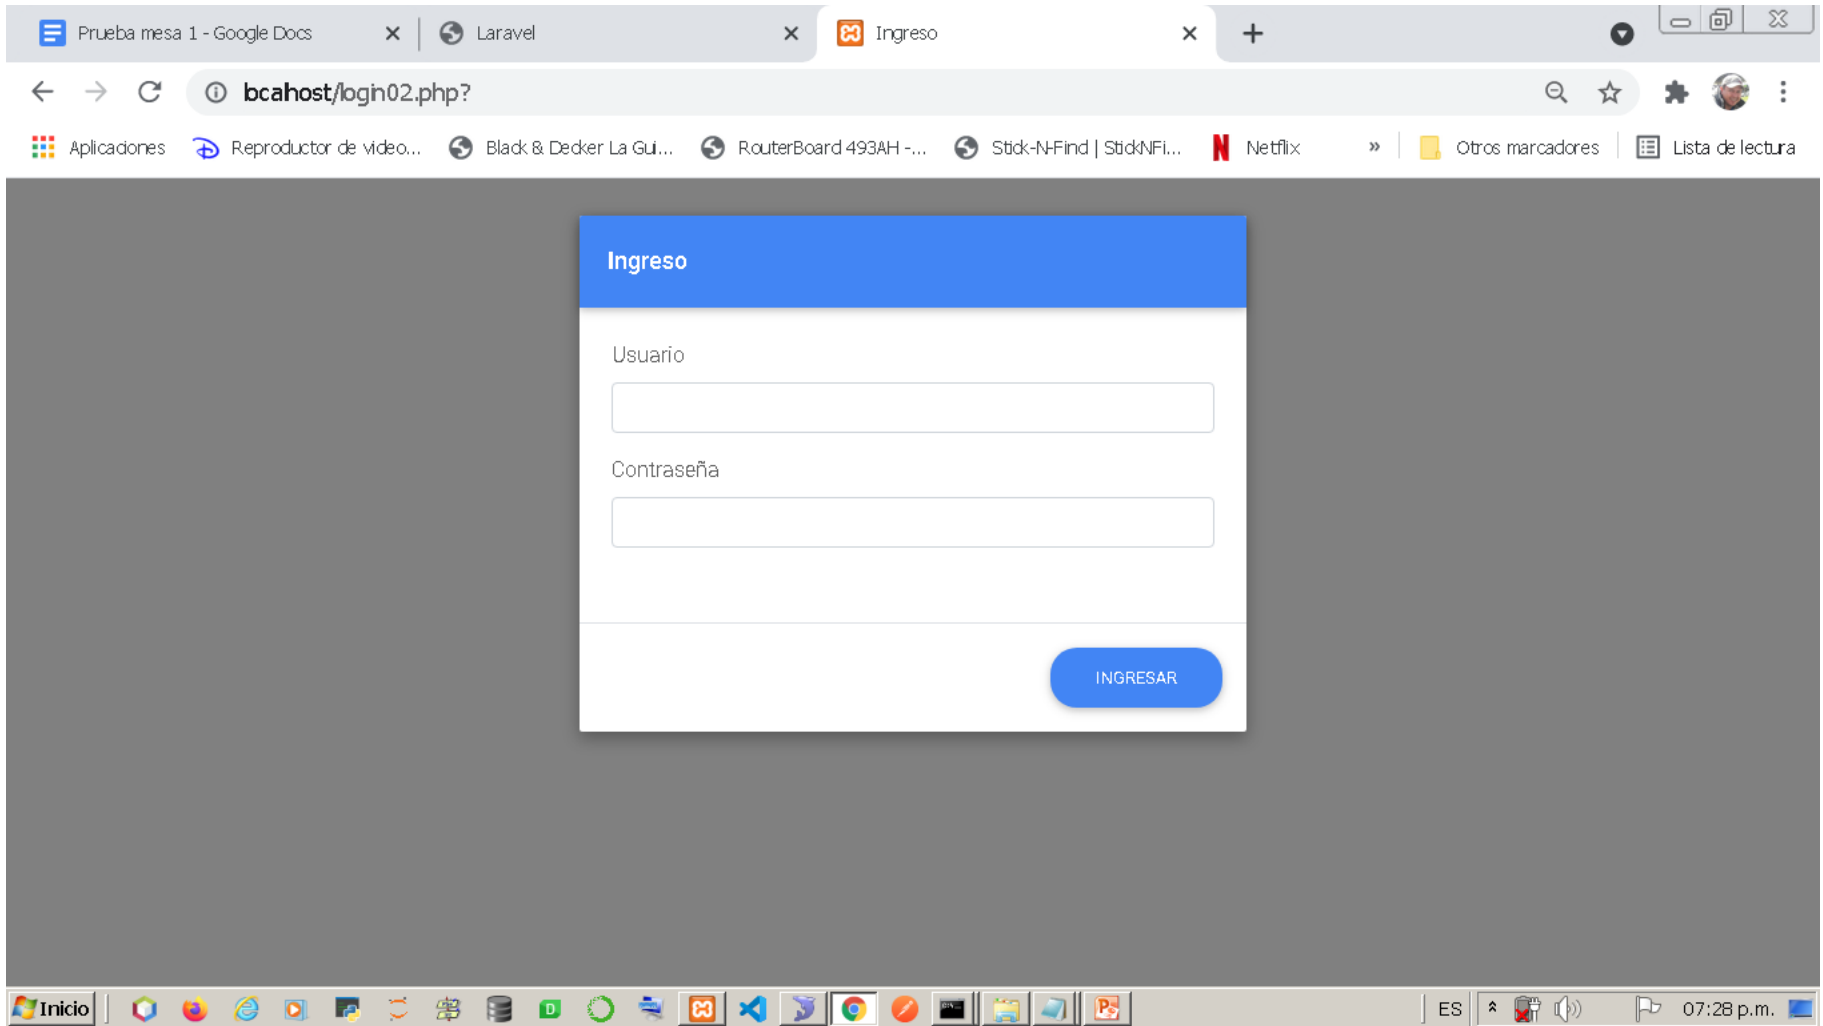 Prueba mesa 1 - Google Docs
Laravel
Ingreso
bcahost/login02.php?
Aplicaciones
Reproductor de video...
Black & Decker La Gui...
RouterBoard 493AH -...
Stick-N-Find | StickNFi...
Netflix
»
Otros marcadores
Lista de lectura
Ingreso
Usuario
Contraseña
INGRESAR
Inicio
ES
07:28 p.m.